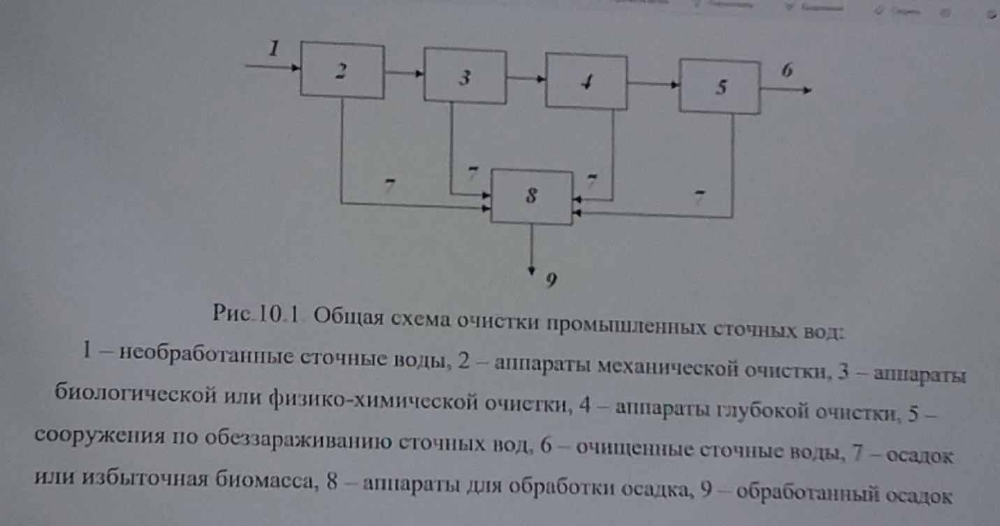 1
2
3
4
5
6
7
7
7
7
8
9
Рис.10.1 Общая схема очистки промышленных сточных вод:
1 – необработанные сточные воды, 2 – аппараты механической очистки, 3 – аппараты
биологической или физико-химической очистки, 4 – аппараты глубокой очистки, 5 –
сооружения по обеззараживанию сточных вод, 6 – очищенные сточные воды, 7 – осадок
или избыточная биомасса, 8 – аппараты для обработки осадка, 9 – обработанный осадок